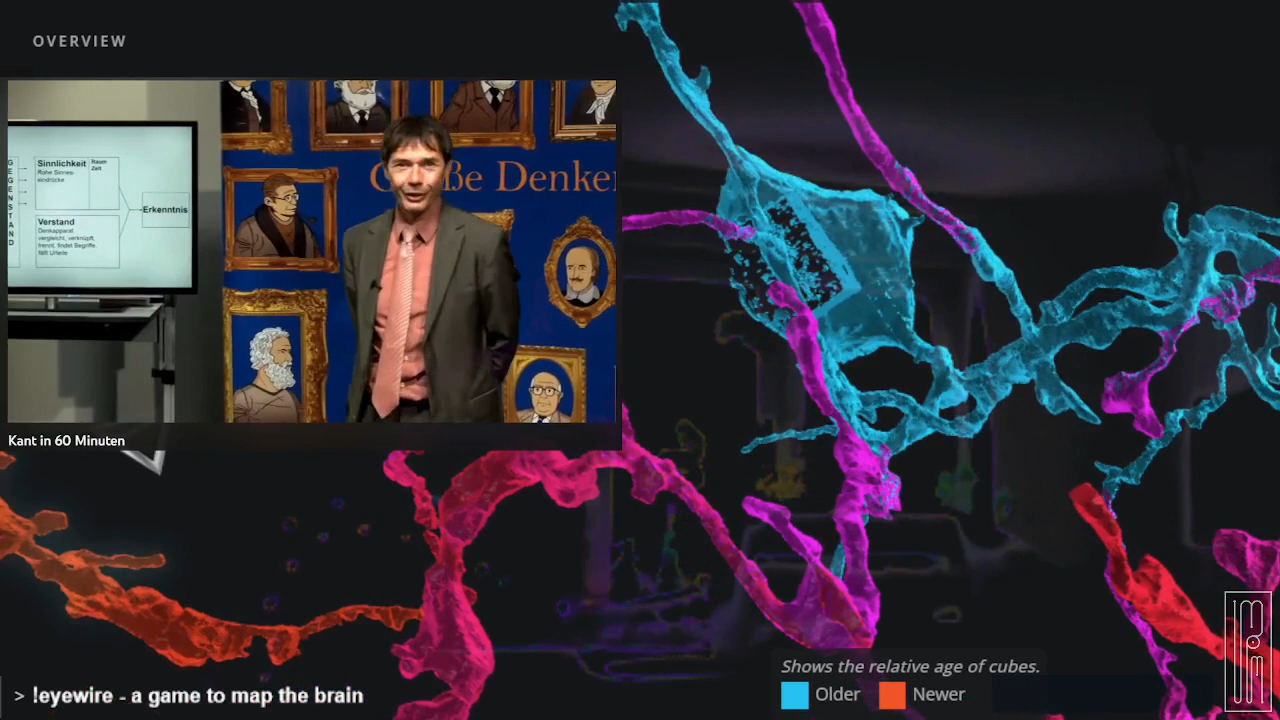 OVERVIEW
GEGENSTAND
Sinnlichkeit
Rohe Sinnes-
eindrücke
Raum
Zeit
Verstand
Denkapparat
vergleicht, verknüpft,
trennt, findet Begriffe,
fällt Urteile
Erkenntnis
Große Denker
Kant in 60 Minuten
> !eyewire - a game to map the brain
Shows the relative age of cubes.
Older
Newer